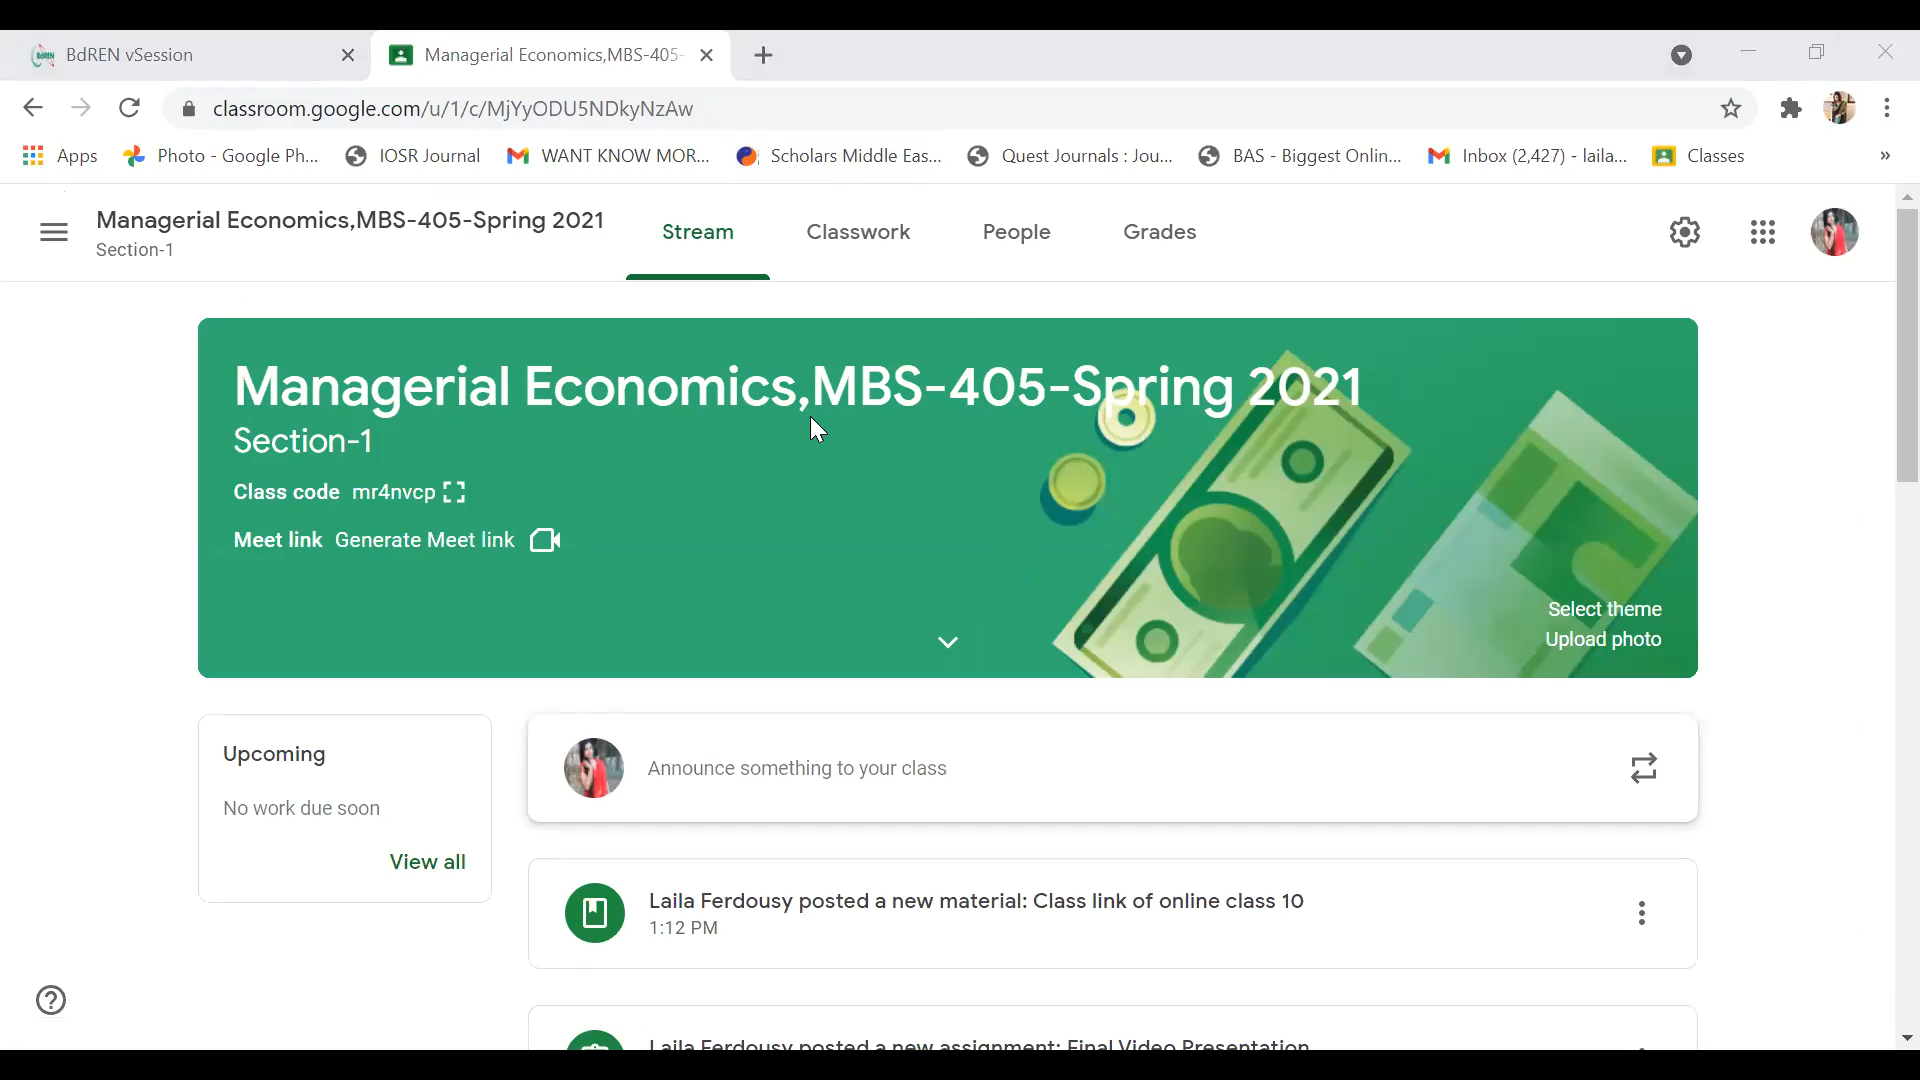 BdREN vSession
Managerial Economics,MBS-405-
classroom.google.com/u/1/c/MjYyODU5NDkyNzAw
Apps
Photo - Google Ph...
IOSR Journal
WANT KNOW MOR...
Scholars Middle Eas...
Quest Journals : Jou...
BAS - Biggest Onlin...
Inbox (2,427) - laila...
Classes
»
Managerial Economics,MBS-405-Spring 2021
Section-1
Stream
Classwork
People
Grades
Managerial Economics,MBS-405-Spring 2021
Section-1
Class code mr4nvcp
Meet link Generate Meet link
Select theme
Upload photo
Upcoming
No work due soon
View all
Announce something to your class
Laila Ferdousy posted a new material: Class link of online class 10
1:12 PM
Laila Ferdousy posted a new assignment: Final Video Presentation